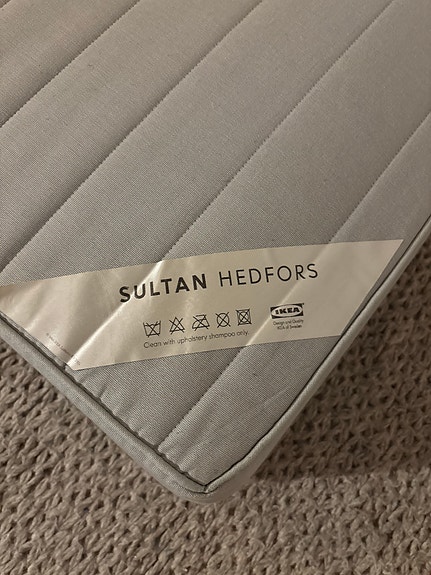 SULTAN HEDFORS
IKEA
Design and Quality
IKEA of Sweden
Clean with upholstery shampoo only.